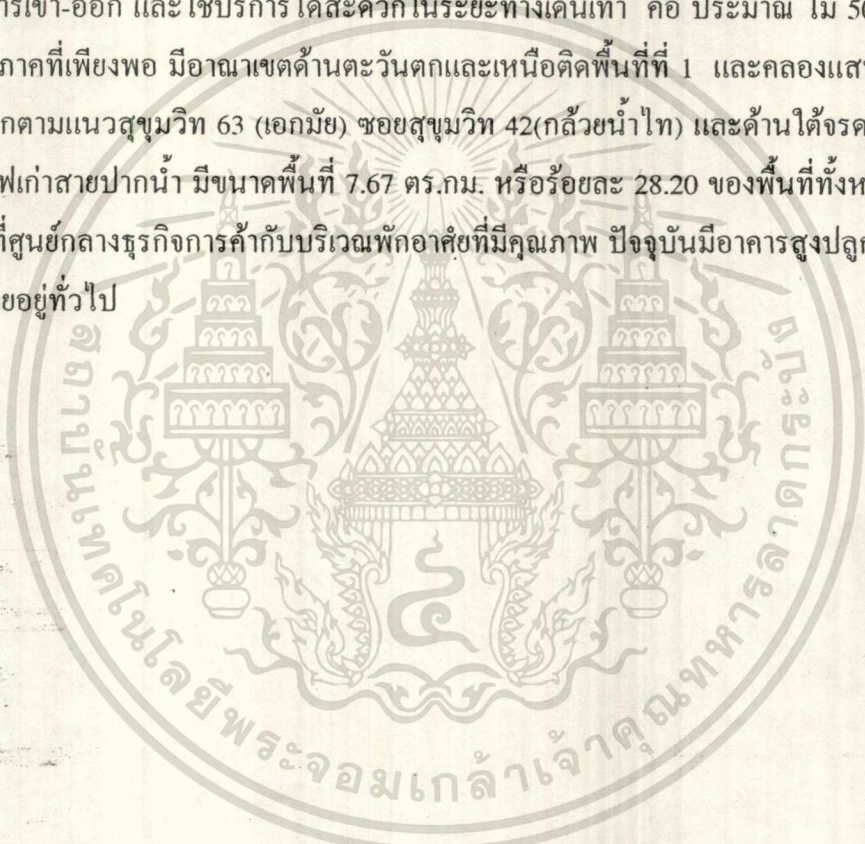 การเข้า-ออก และใช้บริการได้สะดวกในระยะทางเดินเท้า คือ ประมาณ ไม่ 50
ภาคที่เพียงพอ มีอาณาเขตด้านตะวันตกและเหนือติดพื้นที่ที่ 1 และคลองแส
กตามแนวสุขุมวิท 63 (เอกมัย) ซอยสุขุมวิท 42(กล้วยน้ำไท) และด้านใต้จรด
ฟเก่าสายปากน้ำ มีขนาดพื้นที่ 7.67 ตร.กม. หรือร้อยละ 28.20 ของพื้นที่ทั้งห
ที่ศูนย์กลางธุรกิจการค้ากับบริเวณพักอาศัยที่มีคุณภาพ ปัจจุบันมีอาคารสูงปลูก
ยอยู่ทั่วไป
สถาบันเทคโนโลยีพระจอมเกล้าเจ้าคุณทหารลาดกระบัง